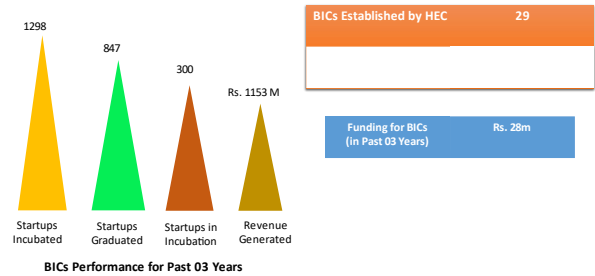 1298
847
300
Rs. 1153 M
Startups
Incubated
Startups
Graduated
Startups in
Incubation
Revenue
Generated
BICs Performance for Past 03 Years
BICs Established by HEC 29
Funding for BICs
(in Past 03 Years)
Rs. 28m